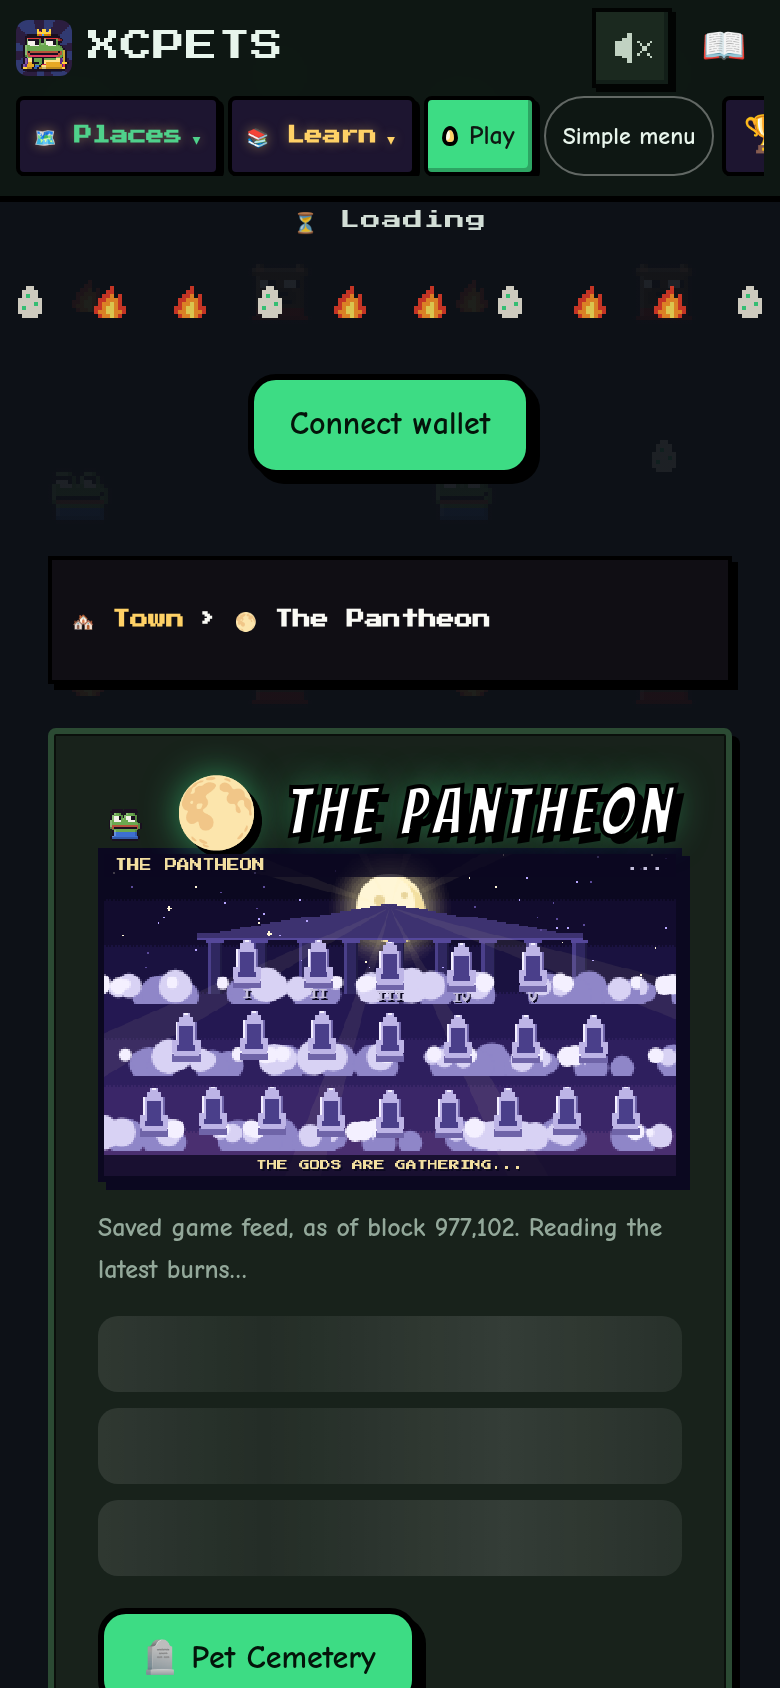 XCPETS
Places ▾
Learn ▾
Play
Simple menu
Loading
Connect wallet
Town › The Pantheon
THE PANTHEON
THE PANTHEON ...
I II III IV V
THE GODS ARE GATHERING...
Saved game feed, as of block 977,102. Reading the
latest burns...
Pet Cemetery